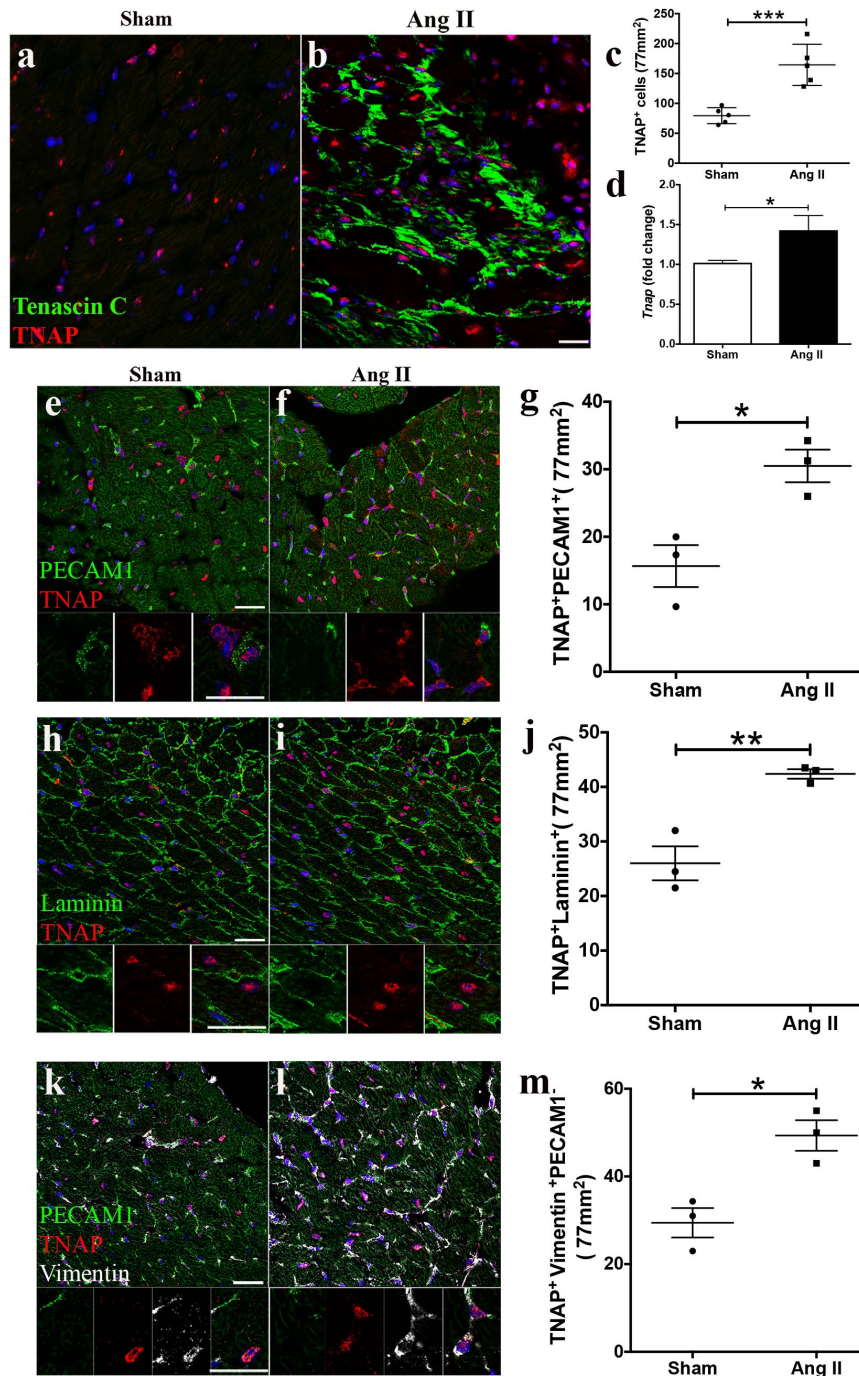 Sham
Ang II
a
b
Tenascin C
TNAP
c
***
TNAP+ cells (77mm2)
250
200
150
100
50
0
Sham
Ang II
d
*
Tnap (fold change)
2.0
1.5
1.0
0.5
0.0
Sham
Ang II
Sham
Ang II
e
f
PECAM1
TNAP
g
*
TNAP+PECAM1+( 77mm2)
40
30
20
10
0
Sham
Ang II
h
i
Laminin
TNAP
j
**
TNAP+Laminin+( 77mm2)
50
40
30
20
10
0
Sham
Ang II
k
l
PECAM1
TNAP
Vimentin
m
*
TNAP+ Vimentin +PECAM1-
( 77mm2)
60
40
20
0
Sham
Ang II